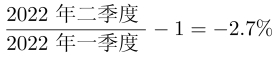 2022 年二季度
2022 年一季度
− 1 = −2.7%